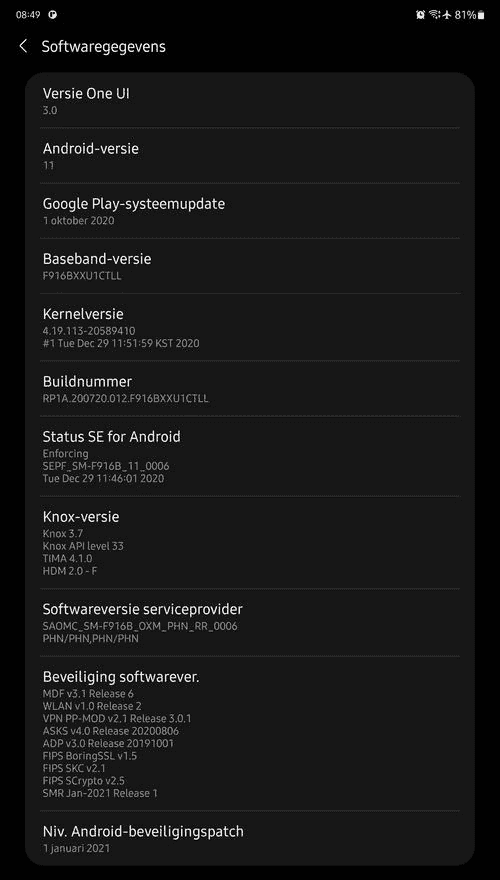 08:49
81%
Softwaregegevens
Versie One UI
3.0
Android-versie
11
Google Play-systeemupdate
1 oktober 2020
Baseband-versie
F916BXXU1CTLL
Kernelversie
4.19.113-20589410
#1 Tue Dec 29 11:51:59 KST 2020
Buildnummer
RP1A.200720.012.F916BXXU1CTLL
Status SE for Android
Enforcing
SEPF_SM-F916B_11_0006
Tue Dec 29 11:46:01 2020
Knox-versie
Knox 3.7
Knox API level 33
TIMA 4.1.0
HDM 2.0 - F
Softwareversie serviceprovider
SAOMC_SM-F916B_OXM_PHN_RR_0006
PHN/PHN,PHN/PHN
Beveiliging softwarever.
MDF v3.1 Release 6
WLAN v1.0 Release 2
VPN PP-MOD v2.1 Release 3.0.1
ASKS v4.0 Release 20200806
ADP v3.0 Release 20191001
FIPS BoringSSL v1.5
FIPS SKC v2.1
FIPS SCrypto v2.5
SMR Jan-2021 Release 1
Niv. Android-beveiligingspatch
1 januari 2021